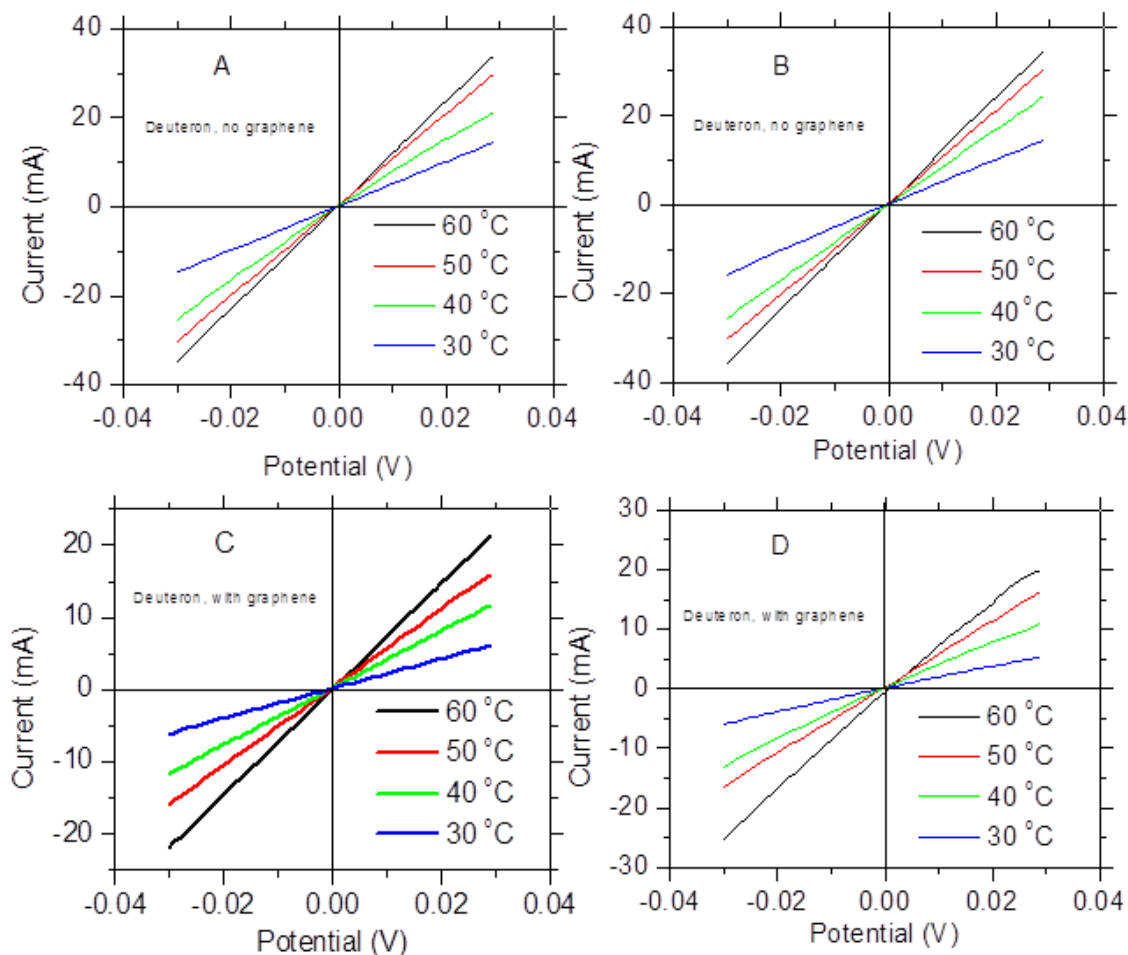 A
Deuteron, no graphene
Current (mA)
40
20
0
-20
-40
60 °C
50 °C
40 °C
30 °C
-0.04
-0.02
0.00
0.02
0.04
Potential (V)
B
Deuteron, no graphene
Current (mA)
40
20
0
-20
-40
60 °C
50 °C
40 °C
30 °C
-0.04
-0.02
0.00
0.02
0.04
Potential (V)
C
Deuteron, with graphene
Current (mA)
20
10
0
-10
-20
60 °C
50 °C
40 °C
30 °C
-0.04
-0.02
0.00
0.02
0.04
Potential (V)
D
Deuteron, with graphene
Current (mA)
30
20
10
0
-10
-20
-30
60 °C
50 °C
40 °C
30 °C
-0.04
-0.02
0.00
0.02
0.04
Potential (V)